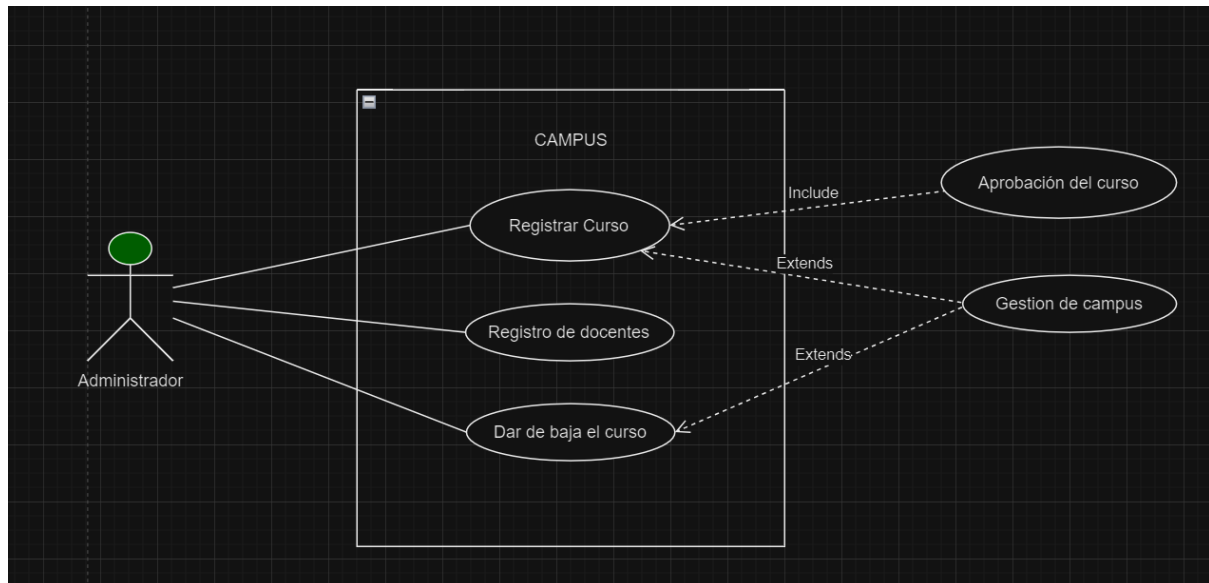 CAMPUS
Aprobación del curso
Include
Registrar Curso
Extends
Gestion de campus
Registro de docentes
Extends
Administrador
Dar de baja el curso